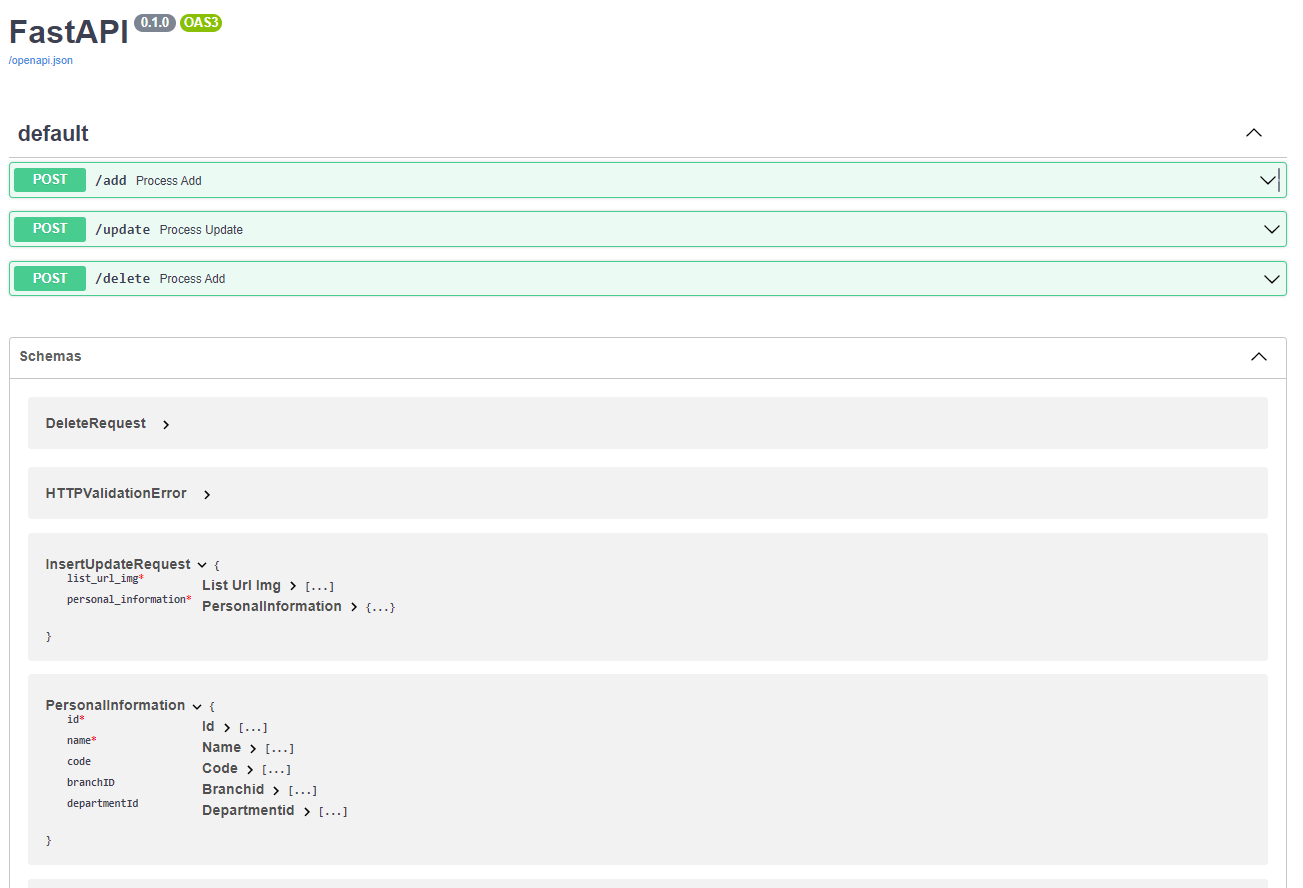 FastAPI 0.1.0 OAS3
/openapi.json
default
POST /add Process Add
POST /update Process Update
POST /delete Process Add
Schemas
DeleteRequest
HTTPValidationError
InsertUpdateRequest {
list_url_img* List Url Img [...]
personal_information* PersonalInformation {...}
}
PersonalInformation {
id* Id [...]
name* Name [...]
code Code [...]
branchID Branchid [...]
departmentId Departmentid [...]
}